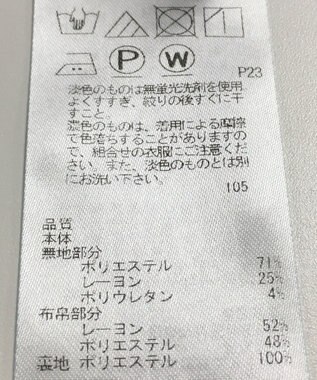 P W
P23
淡色のものは無蛍光洗剤を使用
よくすすぎ、絞りの後すぐに干
すこと。
濃色のものは、着用による摩擦
で色落ちすることがありますの
で、組合せの衣服にご注意くだ
さい。また、淡色のものとは別
にお洗い下さい。
105
品質
本体
無地部分
ポリエステル 71%
レーヨン 25%
ポリウレタン 4%
布帛部分
レーヨン 52%
ポリエステル 48%
裏地 ポリエステル 100%